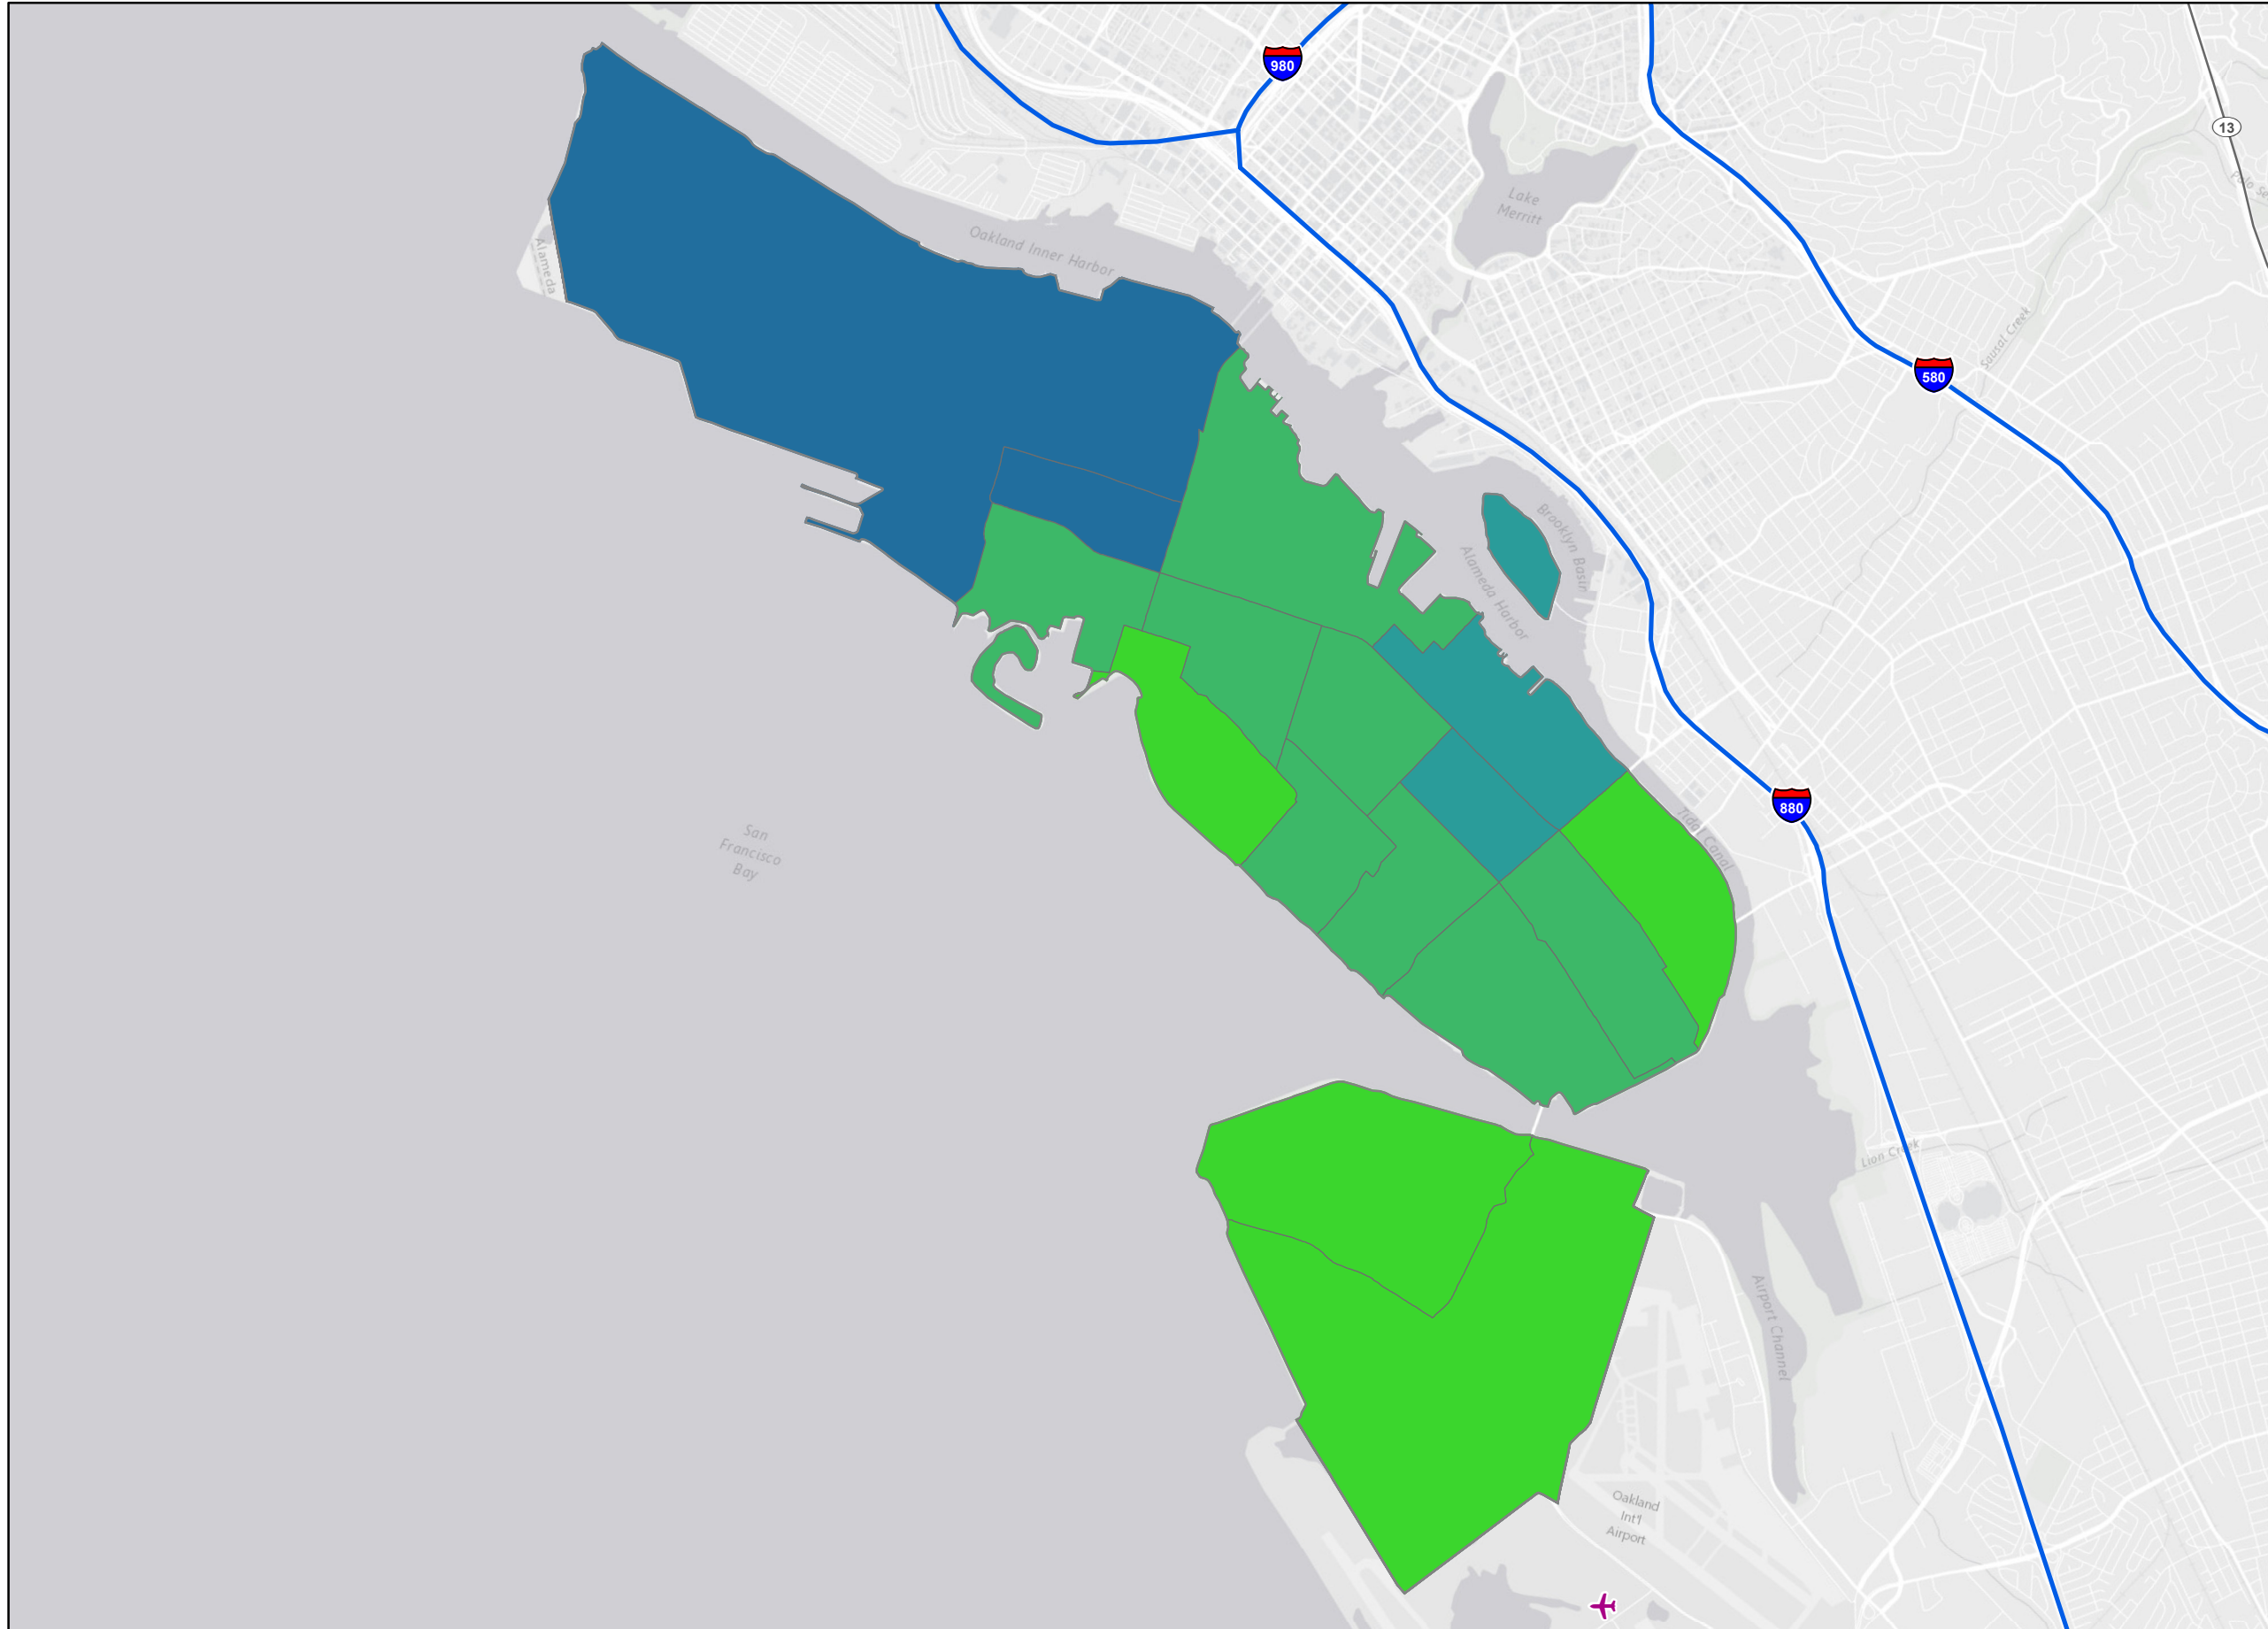 980
13
Lake
Merritt
Alameda
Oakland Inner Harbor
Sausal Creek
580
Brooklyn Basin
Alameda Harbor
880
Tidal Canal
San
Francisco
Bay
Lion Creek
Airport Channel
Oakland
Int'l
Airport